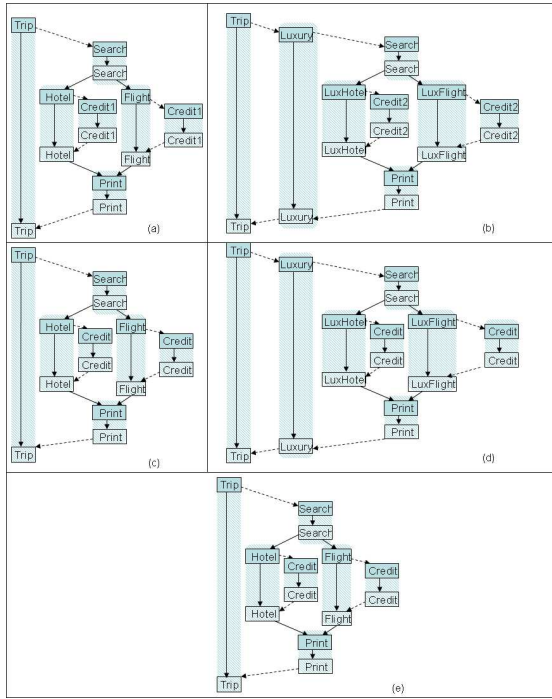 Trip
Search
Search
Hotel
Flight
Credit1
Credit1
Credit1
Credit1
Hotel
Flight
Print
Print
Trip
(a)
Trip
Luxury
Search
Search
LuxHotel
LuxFlight
Credit2
Credit2
Credit2
Credit2
LuxHotel
LuxFlight
Print
Luxury
Print
Trip
(b)
Trip
Search
Search
Hotel
Flight
Credit
Credit
Credit
Credit
Hotel
Flight
Print
Print
Trip
(c)
Trip
Luxury
Search
Search
LuxHotel
LuxFlight
Credit
Credit
Credit
Credit
LuxHotel
LuxFlight
Print
Print
Luxury
Trip
(d)
Trip
Search
Search
Hotel
Flight
Credit
Credit
Credit
Credit
Hotel
Flight
Print
Print
Trip
(e)